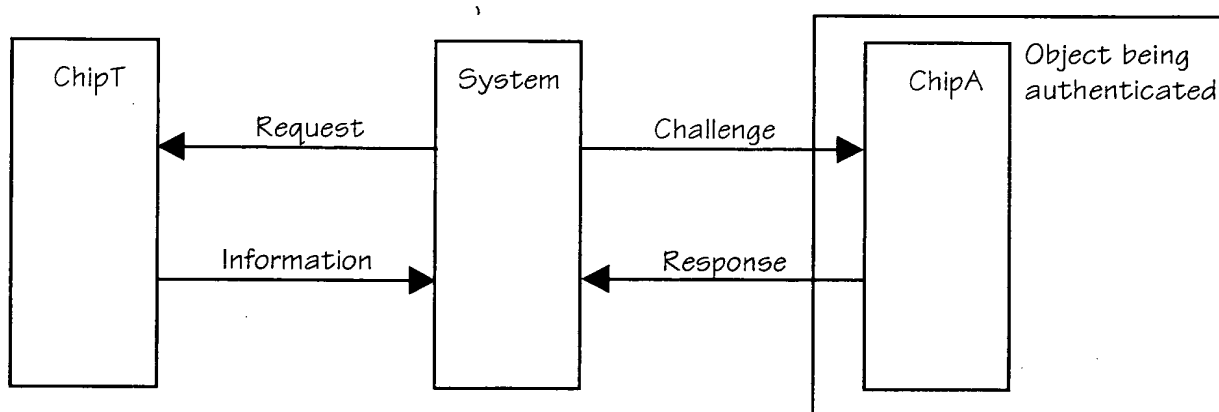 ChipT
System
ChipA
Object being
authenticated
Request
Challenge
Information
Response